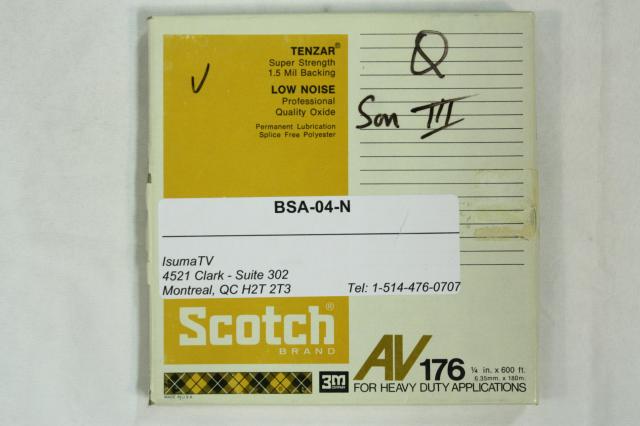 TENZAR®
Super Strength
1.5 Mil Backing
LOW NOISE
Professional
Quality Oxide
Permanent Lubrication
Splice Free Polyester
V
Q
Son III
BSA-04-N
IsumaTV
4521 Clark - Suite 302
Montreal, QC H2T 2T3 Tel: 1-514-476-0707
Scotch®
BRAND
3M
AV 176 ¼ in. x 600 ft.
6.35mm. x 180m.
FOR HEAVY DUTY APPLICATIONS
MADE IN U.S.A.